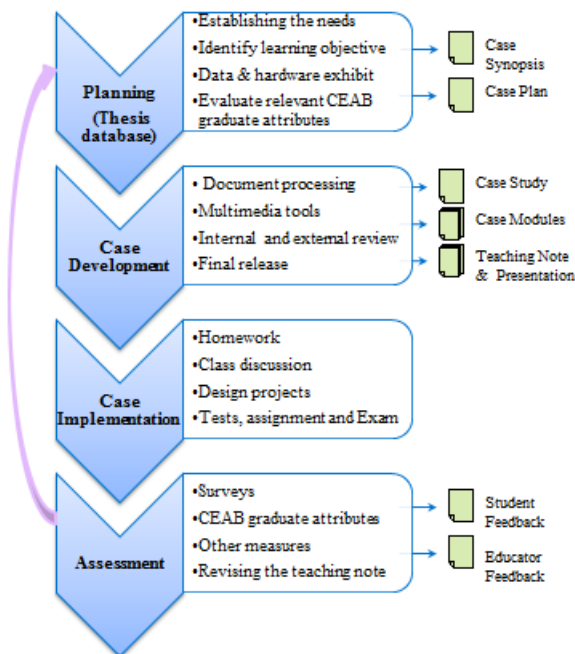 Planning
(Thesis
database)
•Establishing the needs
•Identify learning objective
•Data & hardware exhibit
•Evaluate relevant CEAB
graduate attributes
Case
Synopsis
Case Plan
Case
Development
• Document processing
•Multimedia tools
•Internal and external review
•Final release
Case Study
Case Modules
Teaching Note
& Presentation
Case
Implementation
•Homework
•Class discussion
•Design projects
•Tests, assignment and Exam
Assessment
•Surveys
•CEAB graduate attributes
•Other measures
•Revising the teaching note
Student
Feedback
Educator
Feedback